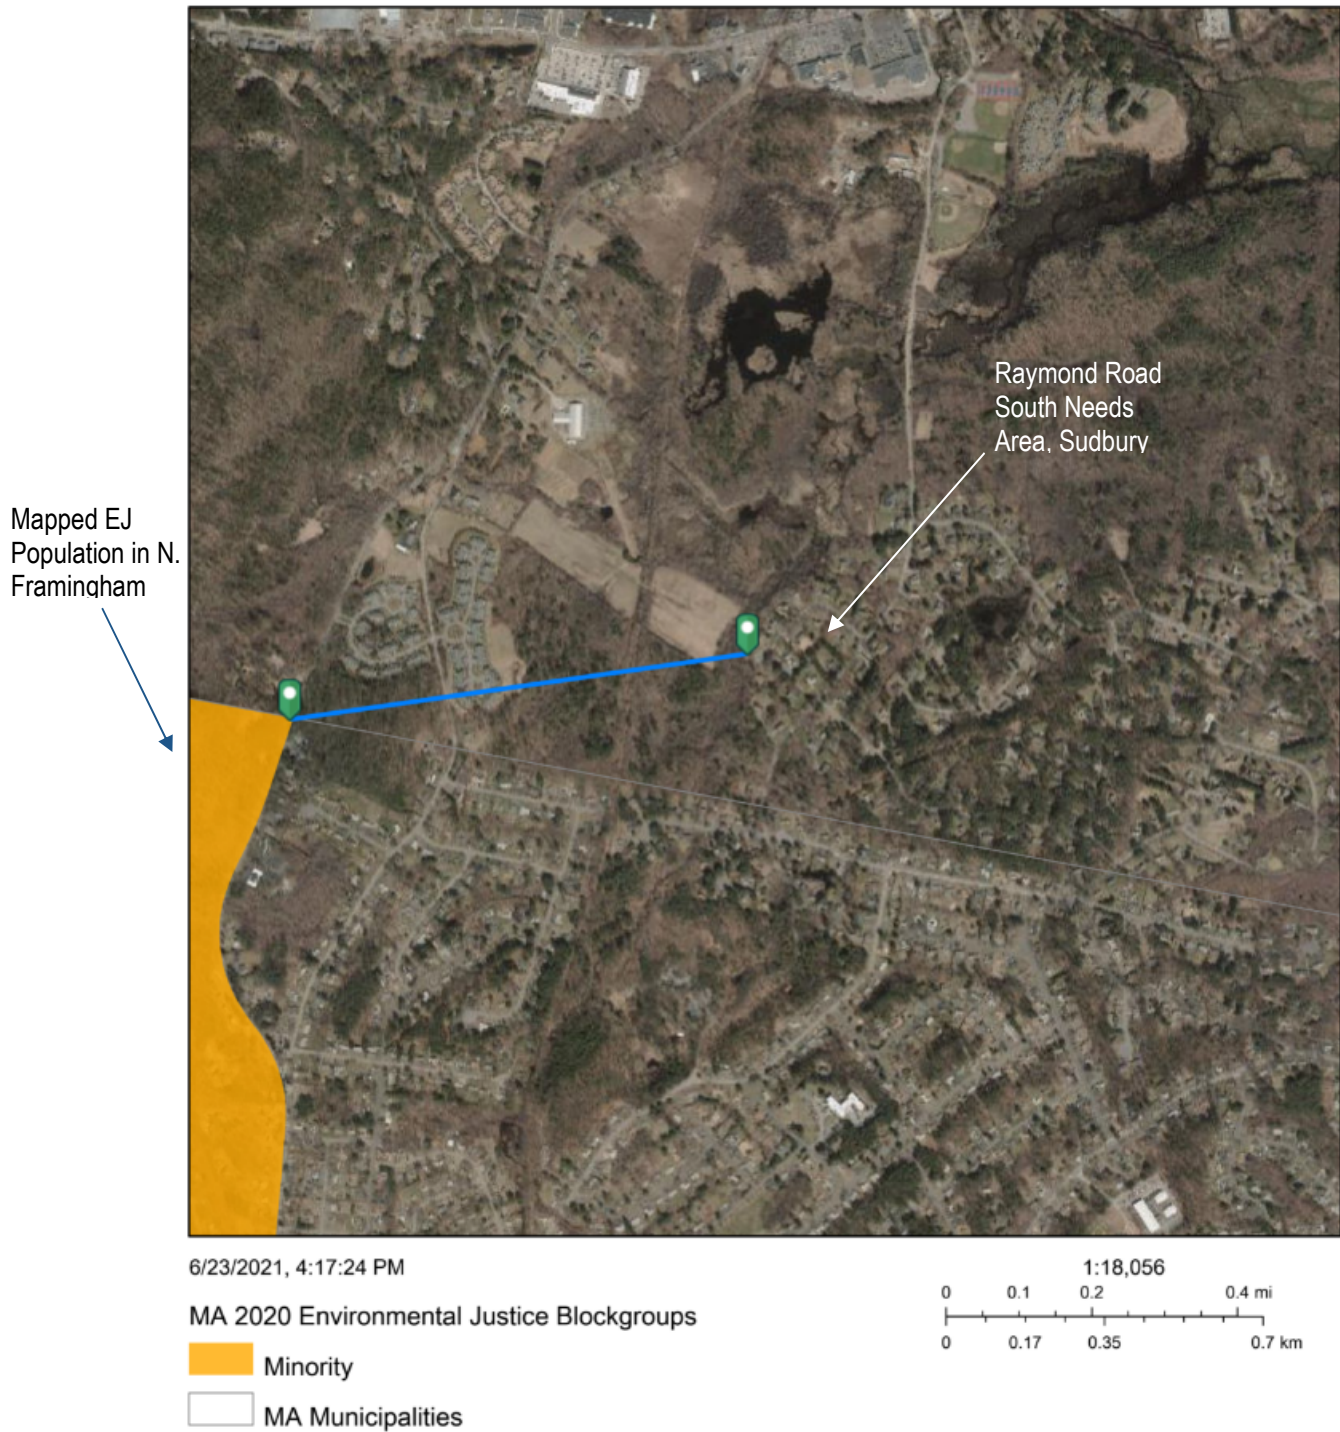 Raymond Road
South Needs
Area, Sudbury
Mapped EJ
Population in N.
Framingham
6/23/2021, 4:17:24 PM
MA 2020 Environmental Justice Blockgroups
Minority
MA Municipalities
1:18,056
0 0.1 0.2 0.4 mi
0 0.17 0.35 0.7 km